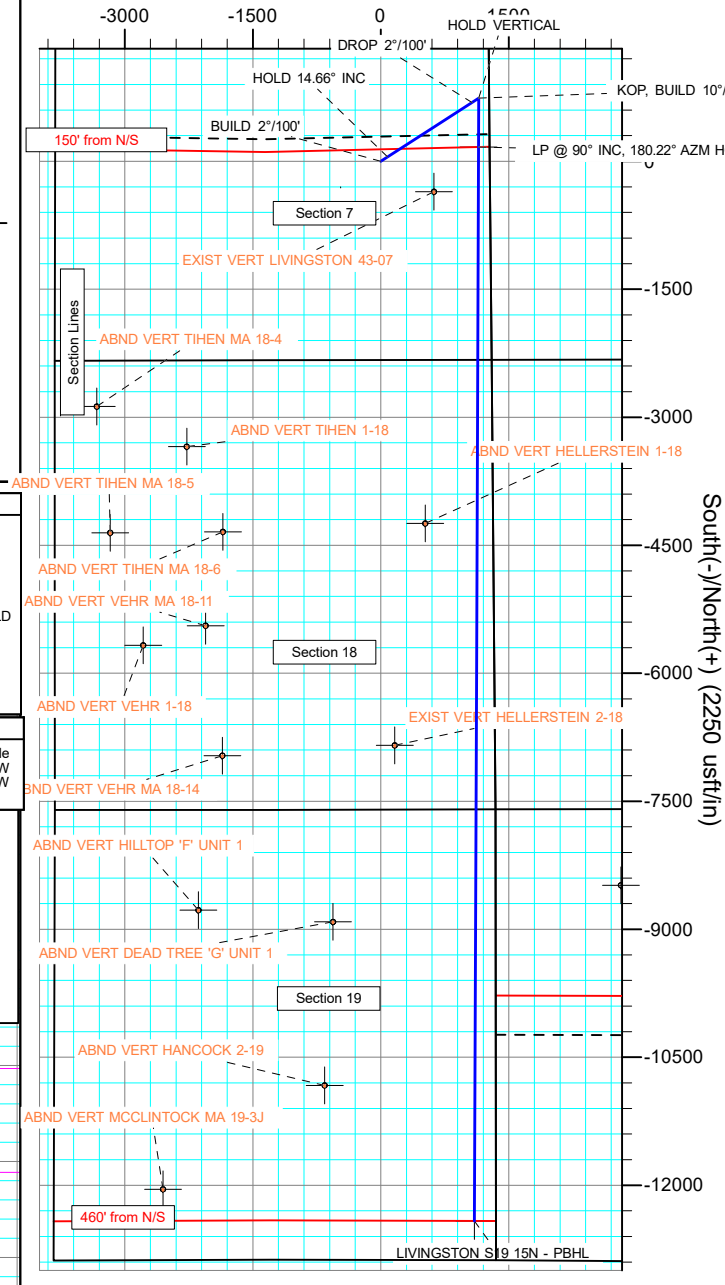 -3000 -1500 0 1500
HOLD VERTICAL
DROP 2°/100'
HOLD 14.66° INC
KOP, BUILD 10°/
BUILD 2°/100'
150' from N/S
LP @ 90° INC, 180.22° AZM H
0
Section 7
EXIST VERT LIVINGSTON 43-07
-1500
Section Lines
ABND VERT TIHEN MA 18-4
-3000
ABND VERT TIHEN 1-18
ABND VERT HELLERSTEIN 1-18
ABND VERT TIHEN MA 18-5
-4500
ABND VERT TIHEN MA 18-6
ABND VERT VEHR MA 18-11
LD
Section 18
-6000
South(-)/North(+) (2250 usft/in)
ABND VERT VEHR 1-18
EXIST VERT HELLERSTEIN 2-18
le
W
W
BND VERT VEHR MA 18-14
-7500
ABND VERT HILLTOP 'F' UNIT 1
-9000
ABND VERT DEAD TREE 'G' UNIT 1
Section 19
-10500
ABND VERT HANCOCK 2-19
ABND VERT MCCLINTOCK MA 19-3J
-12000
460' from N/S
LIVINGSTON S19 15N - PBHL